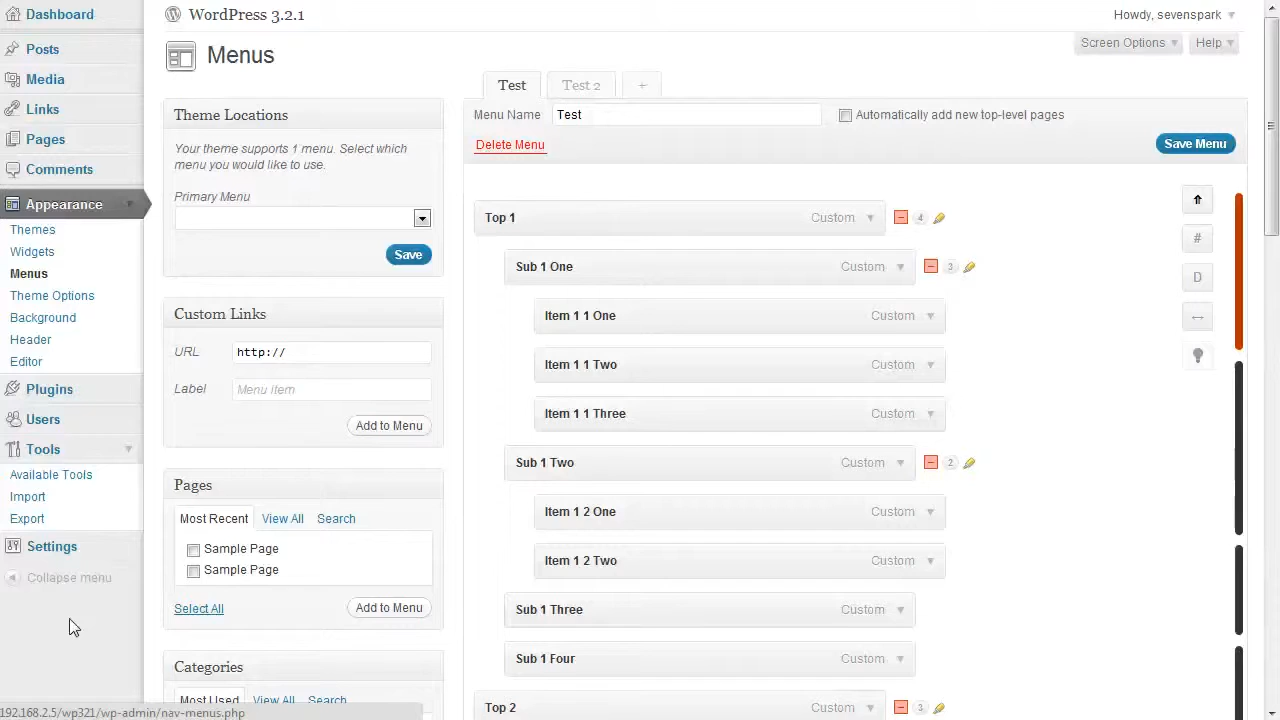 Dashboard
Posts
Media
Links
Pages
Comments
Appearance
Themes
Widgets
Menus
Theme Options
Background
Header
Editor
Plugins
Users
Tools
Available Tools
Import
Export
Settings
Collapse menu
192.168.2.5/wp321/wp-admin/nav-menus.php
WordPress 3.2.1
Howdy, sevenspark
Screen Options
Help
Menus
Theme Locations
Your theme supports 1 menu. Select which
menu you would like to use.
Primary Menu
Save
Custom Links
URL http://
Label Menu Item
Add to Menu
Pages
Most Recent View All Search
Sample Page
Sample Page
Select All Add to Menu
Categories
Most Used View All Search
Test Test 2 +
Menu Name Test Automatically add new top-level pages
Delete Menu Save Menu
Top 1 Custom 4
Sub 1 One Custom 3
Item 1 1 One Custom
Item 1 1 Two Custom
Item 1 1 Three Custom
Sub 1 Two Custom 2
Item 1 2 One Custom
Item 1 2 Two Custom
Sub 1 Three Custom
Sub 1 Four Custom
Top 2 Custom 3
#
D